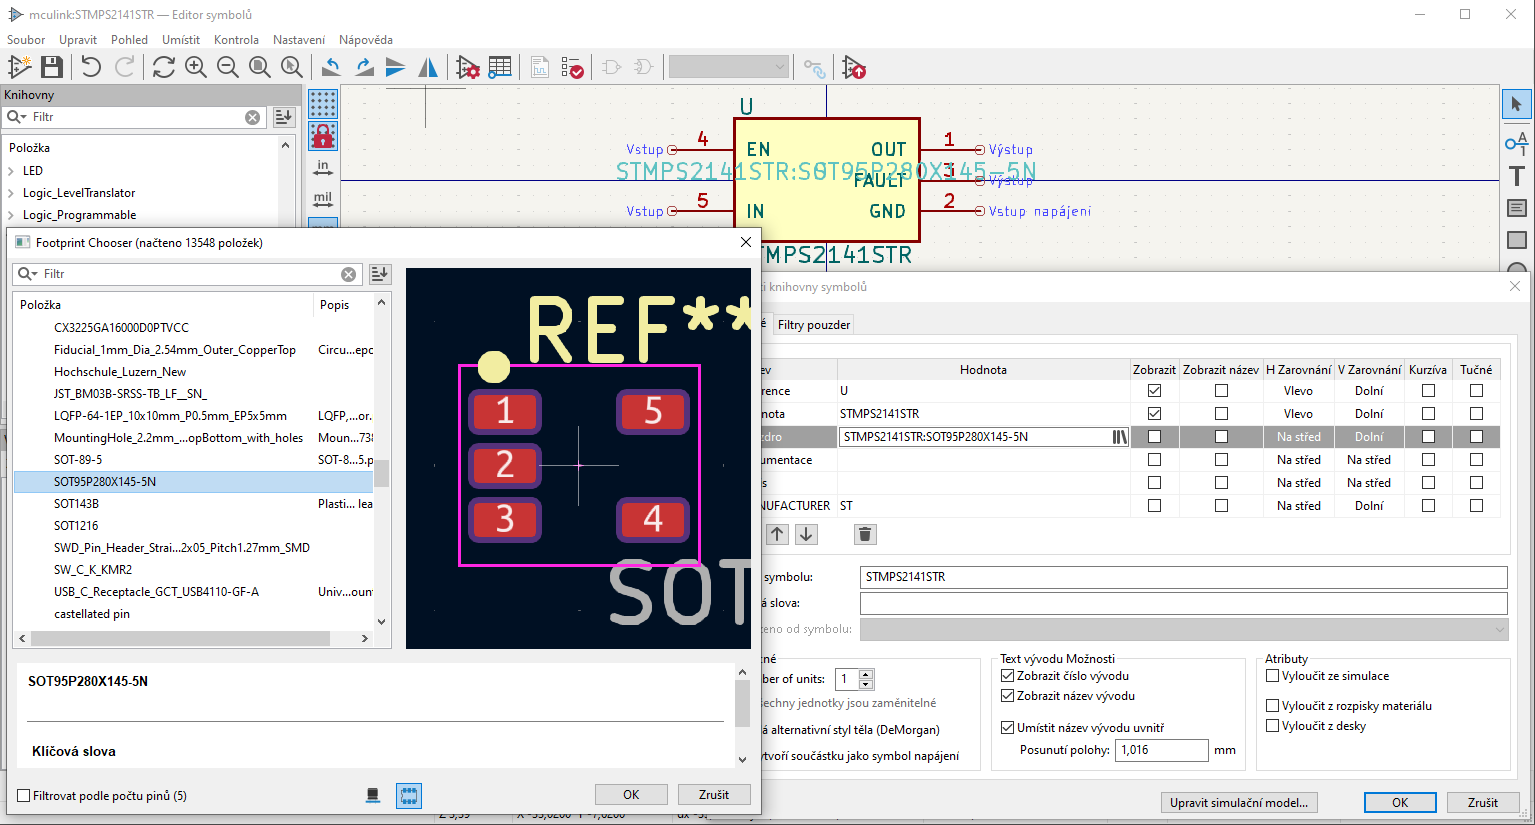 mculink:STMPS2141STR — Editor symbolů
Soubor Upravit Pohled Umístit Kontrola Nastavení Nápověda
Knihovny
Filtr
Položka
LED
Logic_LevelTranslator
Logic_Programmable
in
mil
U
Vstup 4 EN OUT 1 Výstup
STMPS2141STR:SOT95P280X145-5N
FAULT 3 Výstup
Vstup 5 IN GND 2 Vstup napájení
TMPS2141STR
Footprint Chooser (načteno 13548 položek)
Filtr
Položka Popis
CX3225GA16000D0PTVCC
Fiducial_1mm_Dia_2.54mm_Outer_CopperTop Circu...epc
Hochschule_Luzern_New
JST_BM03B-SRSS-TB_LF__SN_
LQFP-64-1EP_10x10mm_P0.5mm_EP5x5mm LQFP,...or.
MountingHole_2.2mm_...opBottom_with_holes Moun...738
SOT-89-5 SOT-8...5.p
SOT95P280X145-5N
SOT143B Plasti... lea
SOT1216
SWD_Pin_Header_Strai...2x05_Pitch1.27mm_SMD
SW_C_K_KMR2
USB_C_Receptacle_GCT_USB4110-GF-A Univ...oun
castellated pin
REF**
1 5
2
3 4
SOT
SOT95P280X145-5N
Klíčová slova
Filtrovat podle počtu pinů (5)
OK Zrušit
ti knihovny symbolů
é Filtry pouzder
ev Hodnota Zobrazit Zobrazit název H Zarovnání V Zarovnání Kurzíva Tučné
rence U Vlevo Dolní
nota STMPS2141STR Vlevo Dolní
zdro STMPS2141STR:SOT95P280X145-5N Na střed Dolní
umentace Na střed Na střed
s Na střed Na střed
NUFACTURER ST Vlevo Dolní
symbolu: STMPS2141STR
á slova:
zeno od symbolu:
cné
ber of units: 1
šechny jednotky jsou zaměnitelné
á alternativní styl těla (DeMorgan)
ytvoří součástku jako symbol napájení
Text vývodu Možnosti
Zobrazit číslo vývodu
Zobrazit název vývodu
Umístit název vývodu uvnitř
Posunutí polohy: 1,016 mm
Atributy
Vyloučit ze simulace
Vyloučit z rozpisky materiálu
Vyloučit z desky
Upravit simulační model... OK Zrušit